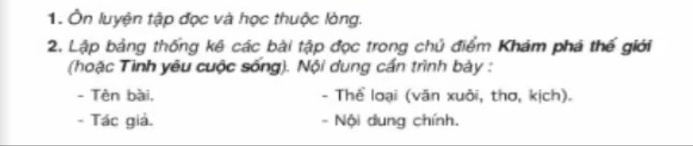 1. Ôn luyện tập đọc và học thuộc lòng.
2. Lập bảng thống kê các bài tập đọc trong chủ điểm Khám phá thế giới
(hoặc Tình yêu cuộc sống). Nội dung cần trình bày :
- Tên bài.
- Thể loại (văn xuôi, thơ, kịch).
- Tác giả.
- Nội dung chính.